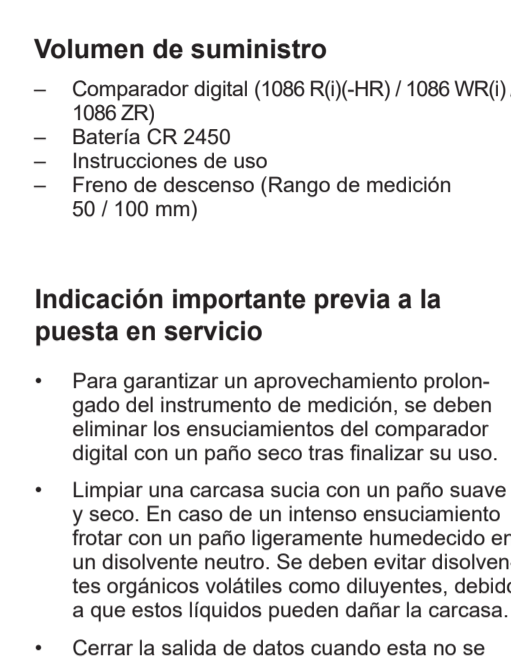 Volumen de suministro
– Comparador digital (1086 R(i)(-HR) / 1086 WR(i) /
1086 ZR)
– Batería CR 2450
– Instrucciones de uso
– Freno de descenso (Rango de medición
50 / 100 mm)
Indicación importante previa a la
puesta en servicio
• Para garantizar un aprovechamiento prolon-
gado del instrumento de medición, se deben
eliminar los ensuciamientos del comparador
digital con un paño seco tras finalizar su uso.
• Limpiar una carcasa sucia con un paño suave
y seco. En caso de un intenso ensuciamiento
frotar con un paño ligeramente humedecido en
un disolvente neutro. Se deben evitar disolven-
tes orgánicos volátiles como diluyentes, debido
a que estos líquidos pueden dañar la carcasa.
• Cerrar la salida de datos cuando esta no se